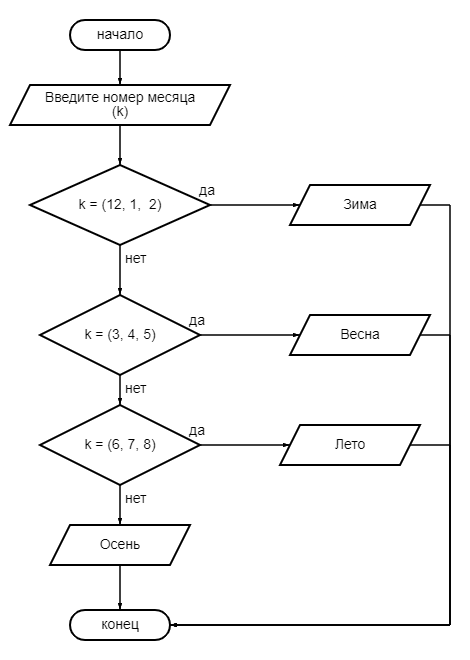 начало
Введите номер месяца
(k)
да
k = (12, 1,  2)
Зима
нет
да
k = (3, 4, 5)
Весна
нет
да
k = (6, 7, 8)
Лето
нет
Осень
конец